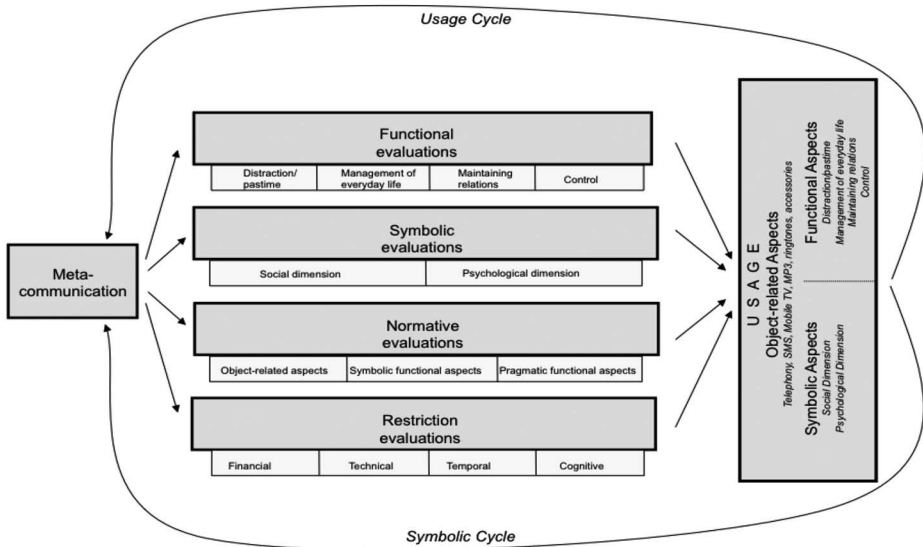 Usage Cycle
Functional
evaluations
Distraction/
pastime
Management of
everyday life
Maintaining
relations
Control
Symbolic
evaluations
Social dimension
Psychological dimension
Meta-
communication
Normative
evaluations
Object-related aspects
Symbolic functional aspects
Pragmatic functional aspects
Restriction
evaluations
Financial
Technical
Temporal
Cognitive
USAGE
Object-related Aspects
Telephony, SMS, Mobile TV, MP3, ringtones, accessories
Functional Aspects
Distraction/pastime
Management of everyday life
Maintaining relations
Control
Symbolic Aspects
Social Dimension
Psychological Dimension
Symbolic Cycle